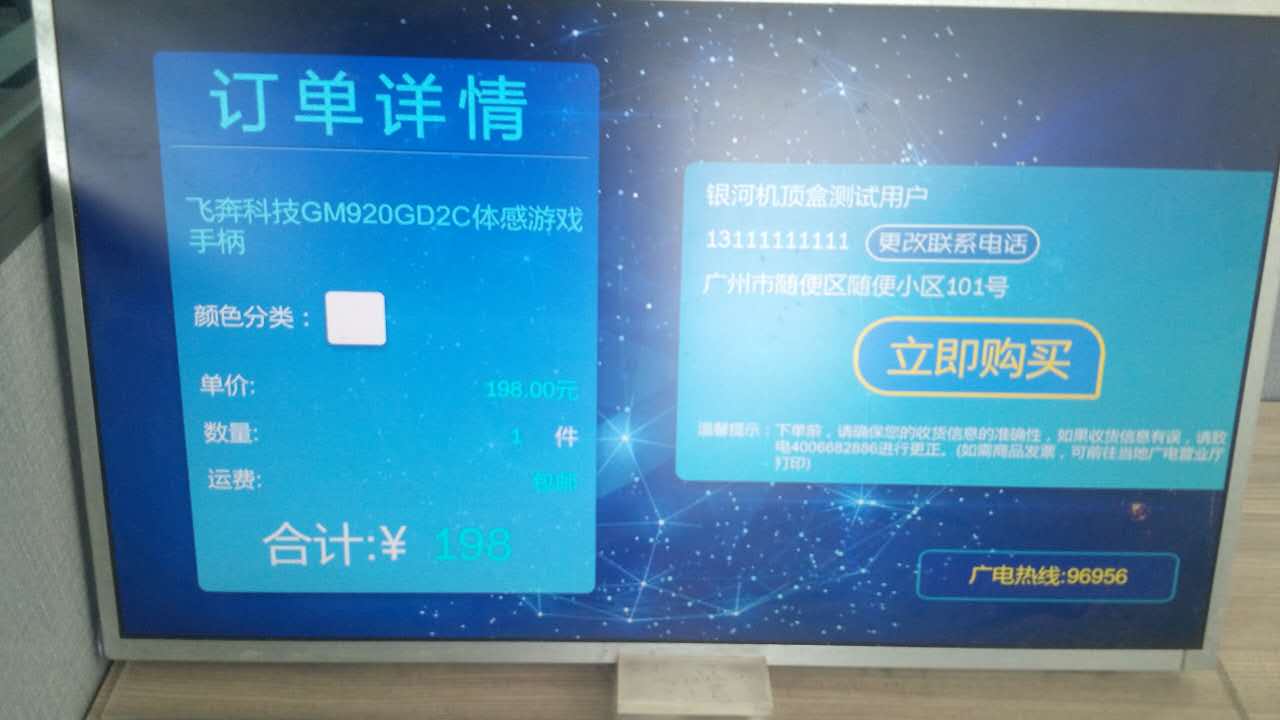 订单详情
飞奔科技GM920GD2C体感游戏
手柄
颜色分类：
单价: 198.00元
数量: 1 件
运费: 包邮
合计:¥ 198
银河机顶盒测试用户
13111111111 更改联系电话
广州市随便区随便小区101号
立即购买
温馨提示：下单前，请确保您的收货信息的准确性，如果收货信息有误，请致
电4006682886进行更正。(如需商品发票，可前往当地广电营业厅
打印)
广电热线:96956